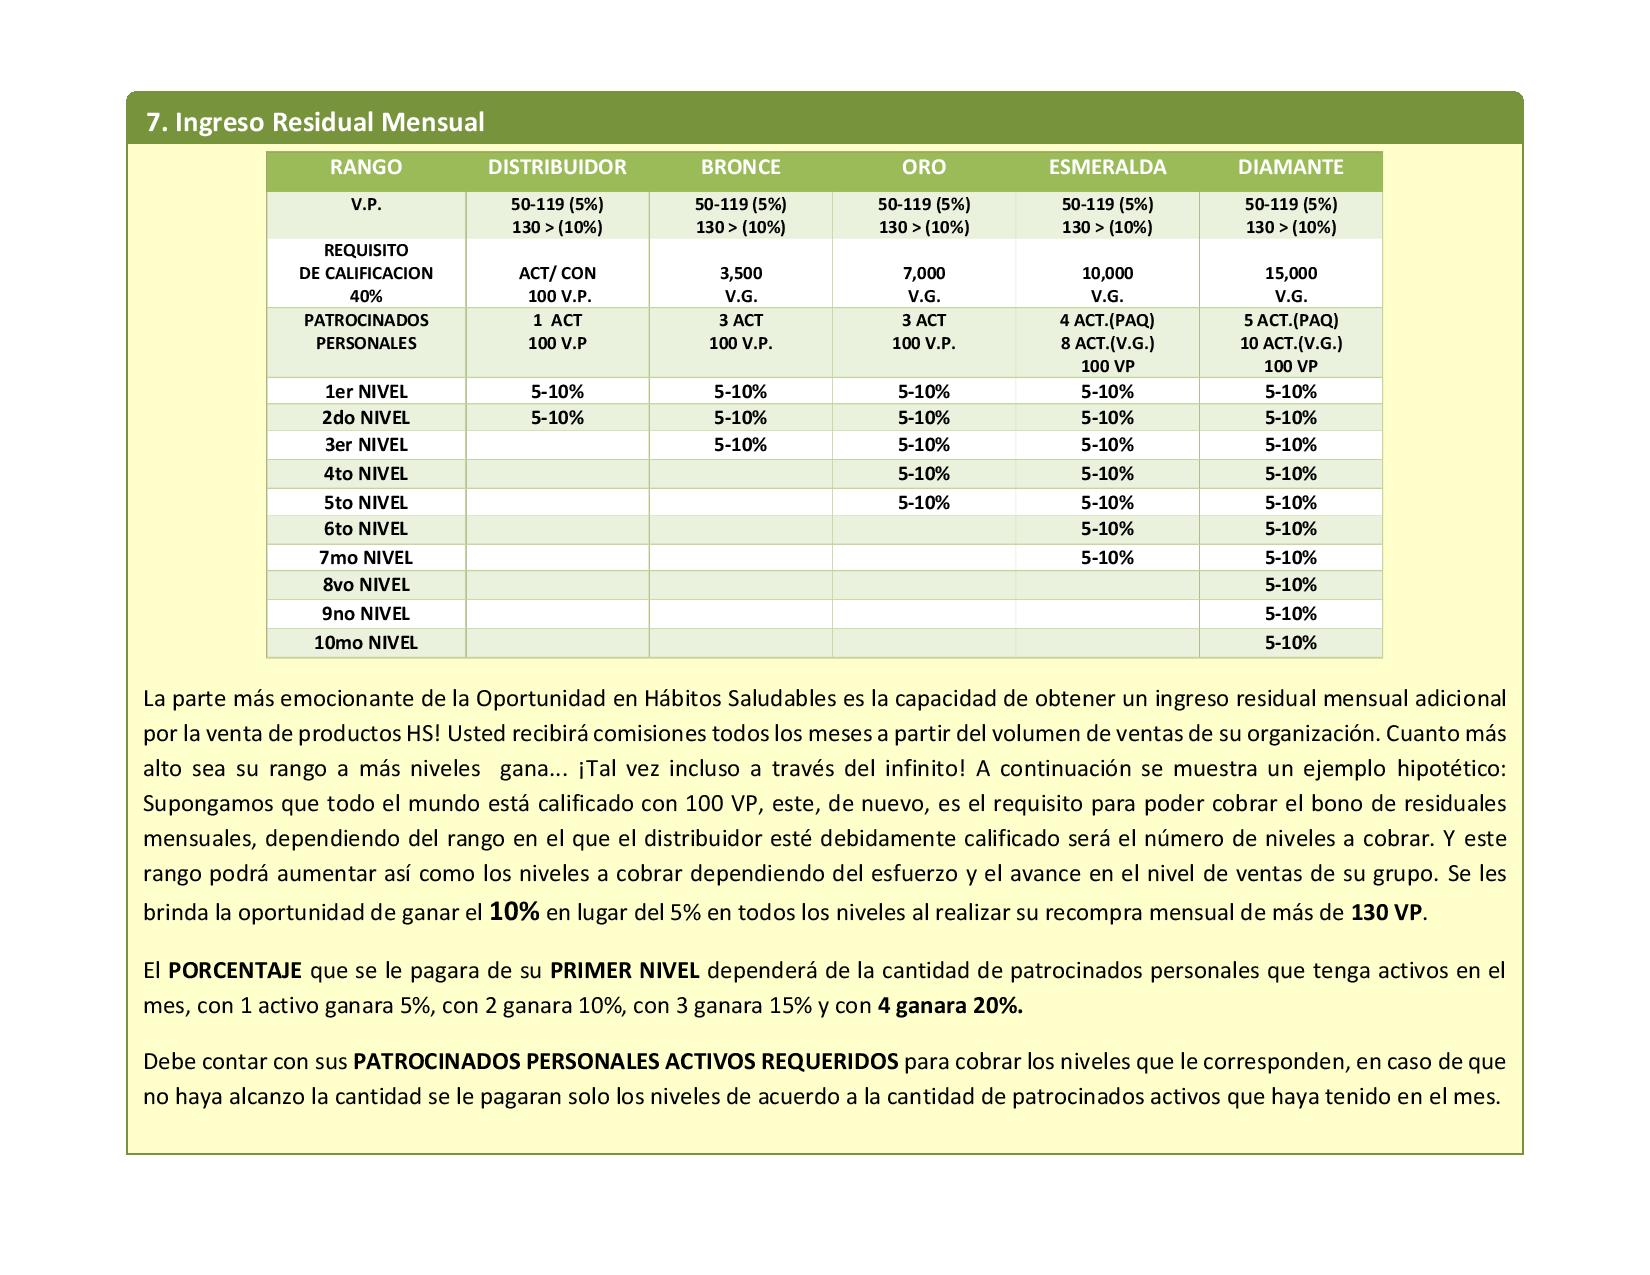 7. Ingreso Residual Mensual
RANGO DISTRIBUIDOR BRONCE ORO ESMERALDA DIAMANTE
V.P. 50-119 (5%) 50-119 (5%) 50-119 (5%) 50-119 (5%) 50-119 (5%)
130 > (10%) 130 > (10%) 130 > (10%) 130 > (10%) 130 > (10%)
REQUISITO
DE CALIFICACION ACT/ CON 3,500 7,000 10,000 15,000
40% 100 V.P. V.G. V.G. V.G. V.G.
PATROCINADOS 1 ACT 3 ACT 3 ACT 4 ACT.(PAQ) 5 ACT.(PAQ)
PERSONALES 100 V.P 100 V.P. 100 V.P. 8 ACT.(V.G.) 10 ACT.(V.G.)
100 VP 100 VP
1er NIVEL 5-10% 5-10% 5-10% 5-10% 5-10%
2do NIVEL 5-10% 5-10% 5-10% 5-10% 5-10%
3er NIVEL 5-10% 5-10% 5-10% 5-10%
4to NIVEL 5-10% 5-10% 5-10%
5to NIVEL 5-10% 5-10% 5-10%
6to NIVEL 5-10% 5-10%
7mo NIVEL 5-10% 5-10%
8vo NIVEL 5-10%
9no NIVEL 5-10%
10mo NIVEL 5-10%
La parte más emocionante de la Oportunidad en Hábitos Saludables es la capacidad de obtener un ingreso residual mensual adicional
por la venta de productos HS! Usted recibirá comisiones todos los meses a partir del volumen de ventas de su organización. Cuanto más
alto sea su rango a más niveles gana... ¡Tal vez incluso a través del infinito! A continuación se muestra un ejemplo hipotético:
Supongamos que todo el mundo está calificado con 100 VP, este, de nuevo, es el requisito para poder cobrar el bono de residuales
mensuales, dependiendo del rango en el que el distribuidor esté debidamente calificado será el número de niveles a cobrar. Y este
rango podrá aumentar así como los niveles a cobrar dependiendo del esfuerzo y el avance en el nivel de ventas de su grupo. Se les
brinda la oportunidad de ganar el 10% en lugar del 5% en todos los niveles al realizar su recompra mensual de más de 130 VP.
El PORCENTAJE que se le pagara de su PRIMER NIVEL dependerá de la cantidad de patrocinados personales que tenga activos en el
mes, con 1 activo ganara 5%, con 2 ganara 10%, con 3 ganara 15% y con 4 ganara 20%.
Debe contar con sus PATROCINADOS PERSONALES ACTIVOS REQUERIDOS para cobrar los niveles que le corresponden, en caso de que
no haya alcanzo la cantidad se le pagaran solo los niveles de acuerdo a la cantidad de patrocinados activos que haya tenido en el mes.